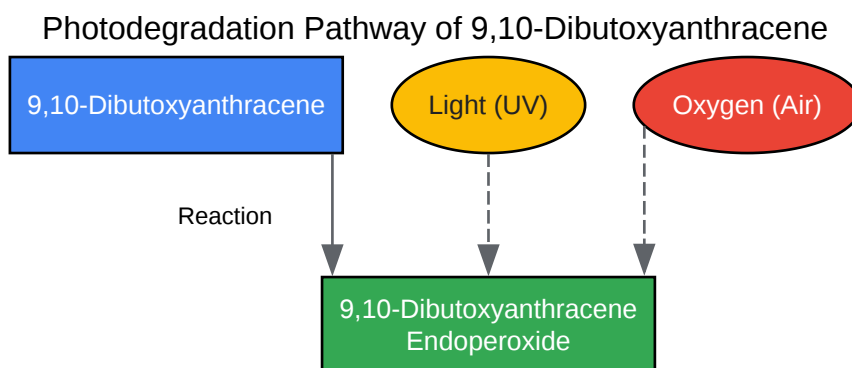 Photodegradation Pathway of 9,10-Dibutoxyanthracene
9,10-Dibutoxyanthracene
Light (UV)
Oxygen (Air)
Reaction
9,10-Dibutoxyanthracene
Endoperoxide